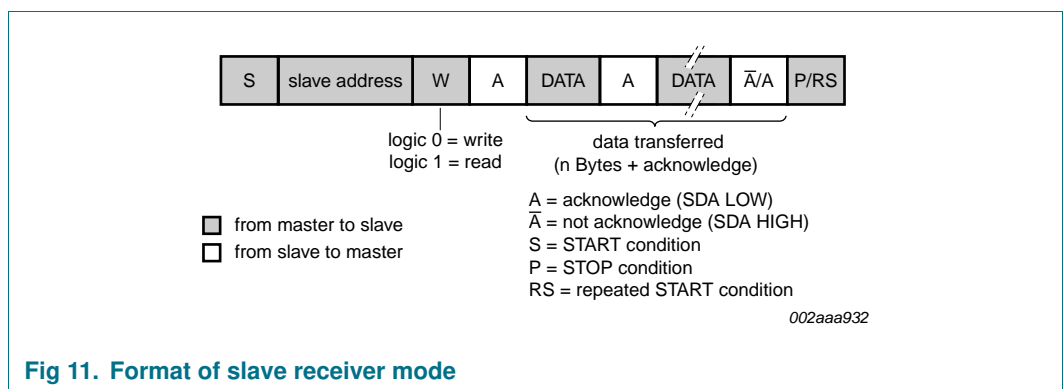 S slave address W A DATA A DATA A̅/A P/RS
logic 0 = write
logic 1 = read
data transferred
(n Bytes + acknowledge)
from master to slave
from slave to master
A = acknowledge (SDA LOW)
A̅ = not acknowledge (SDA HIGH)
S = START condition
P = STOP condition
RS = repeated START condition
002aaa932
Fig 11. Format of slave receiver mode